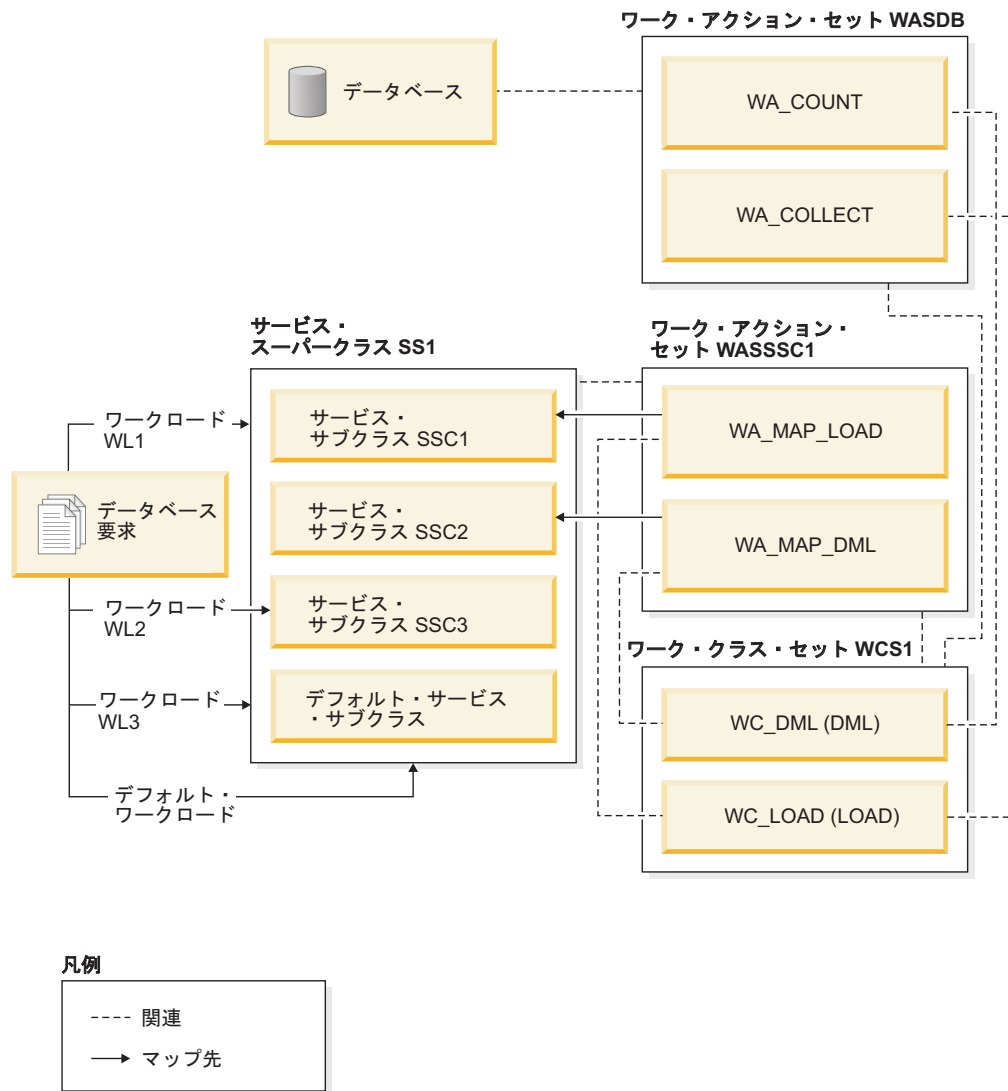 ワーク・アクション・セット WASDB
データベース
WA_COUNT
WA_COLLECT
サービス・
スーパークラス SS1
ワーク・アクション・
セット WASSSC1
ワークロード
WL1
サービス・
サブクラス SSC1
WA_MAP_LOAD
データベース
要求
サービス・
サブクラス SSC2
WA_MAP_DML
ワークロード
WL2
サービス・
サブクラス SSC3
ワーク・クラス・セット WCS1
ワークロード
WL3
デフォルト・サービス
・サブクラス
WC_DML (DML)
デフォルト・
ワークロード
WC_LOAD (LOAD)
凡例
関連
マップ先